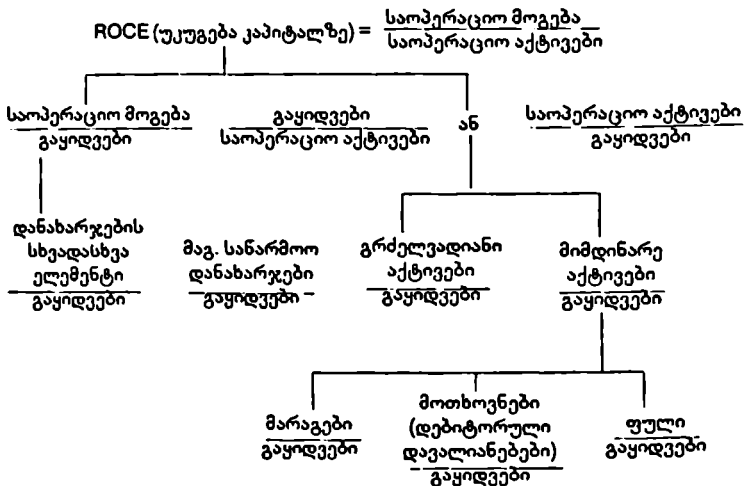 ROCE (უკუგება კაპიტალზე) = საოპერაციო მოგება
საოპერაციო აქტივები
საოპერაციო მოგება
გაყიდვები
გაყიდვები
საოპერაციო აქტივები
ან
საოპერაციო აქტივები
გაყიდვები
დანახარჯების
სხვადასხვა
ელემენტი
გაყიდვები
მაგ. საწარმოო
დანახარჯები
გაყიდვები
გრძელვადიანი
აქტივები
გაყიდვები
მიმდინარე
აქტივები
გაყიდვები
მარაგები
გაყიდვები
მოთხოვნები
(დებიტორული
დავალიანებები)
გაყიდვები
ფული
გაყიდვები